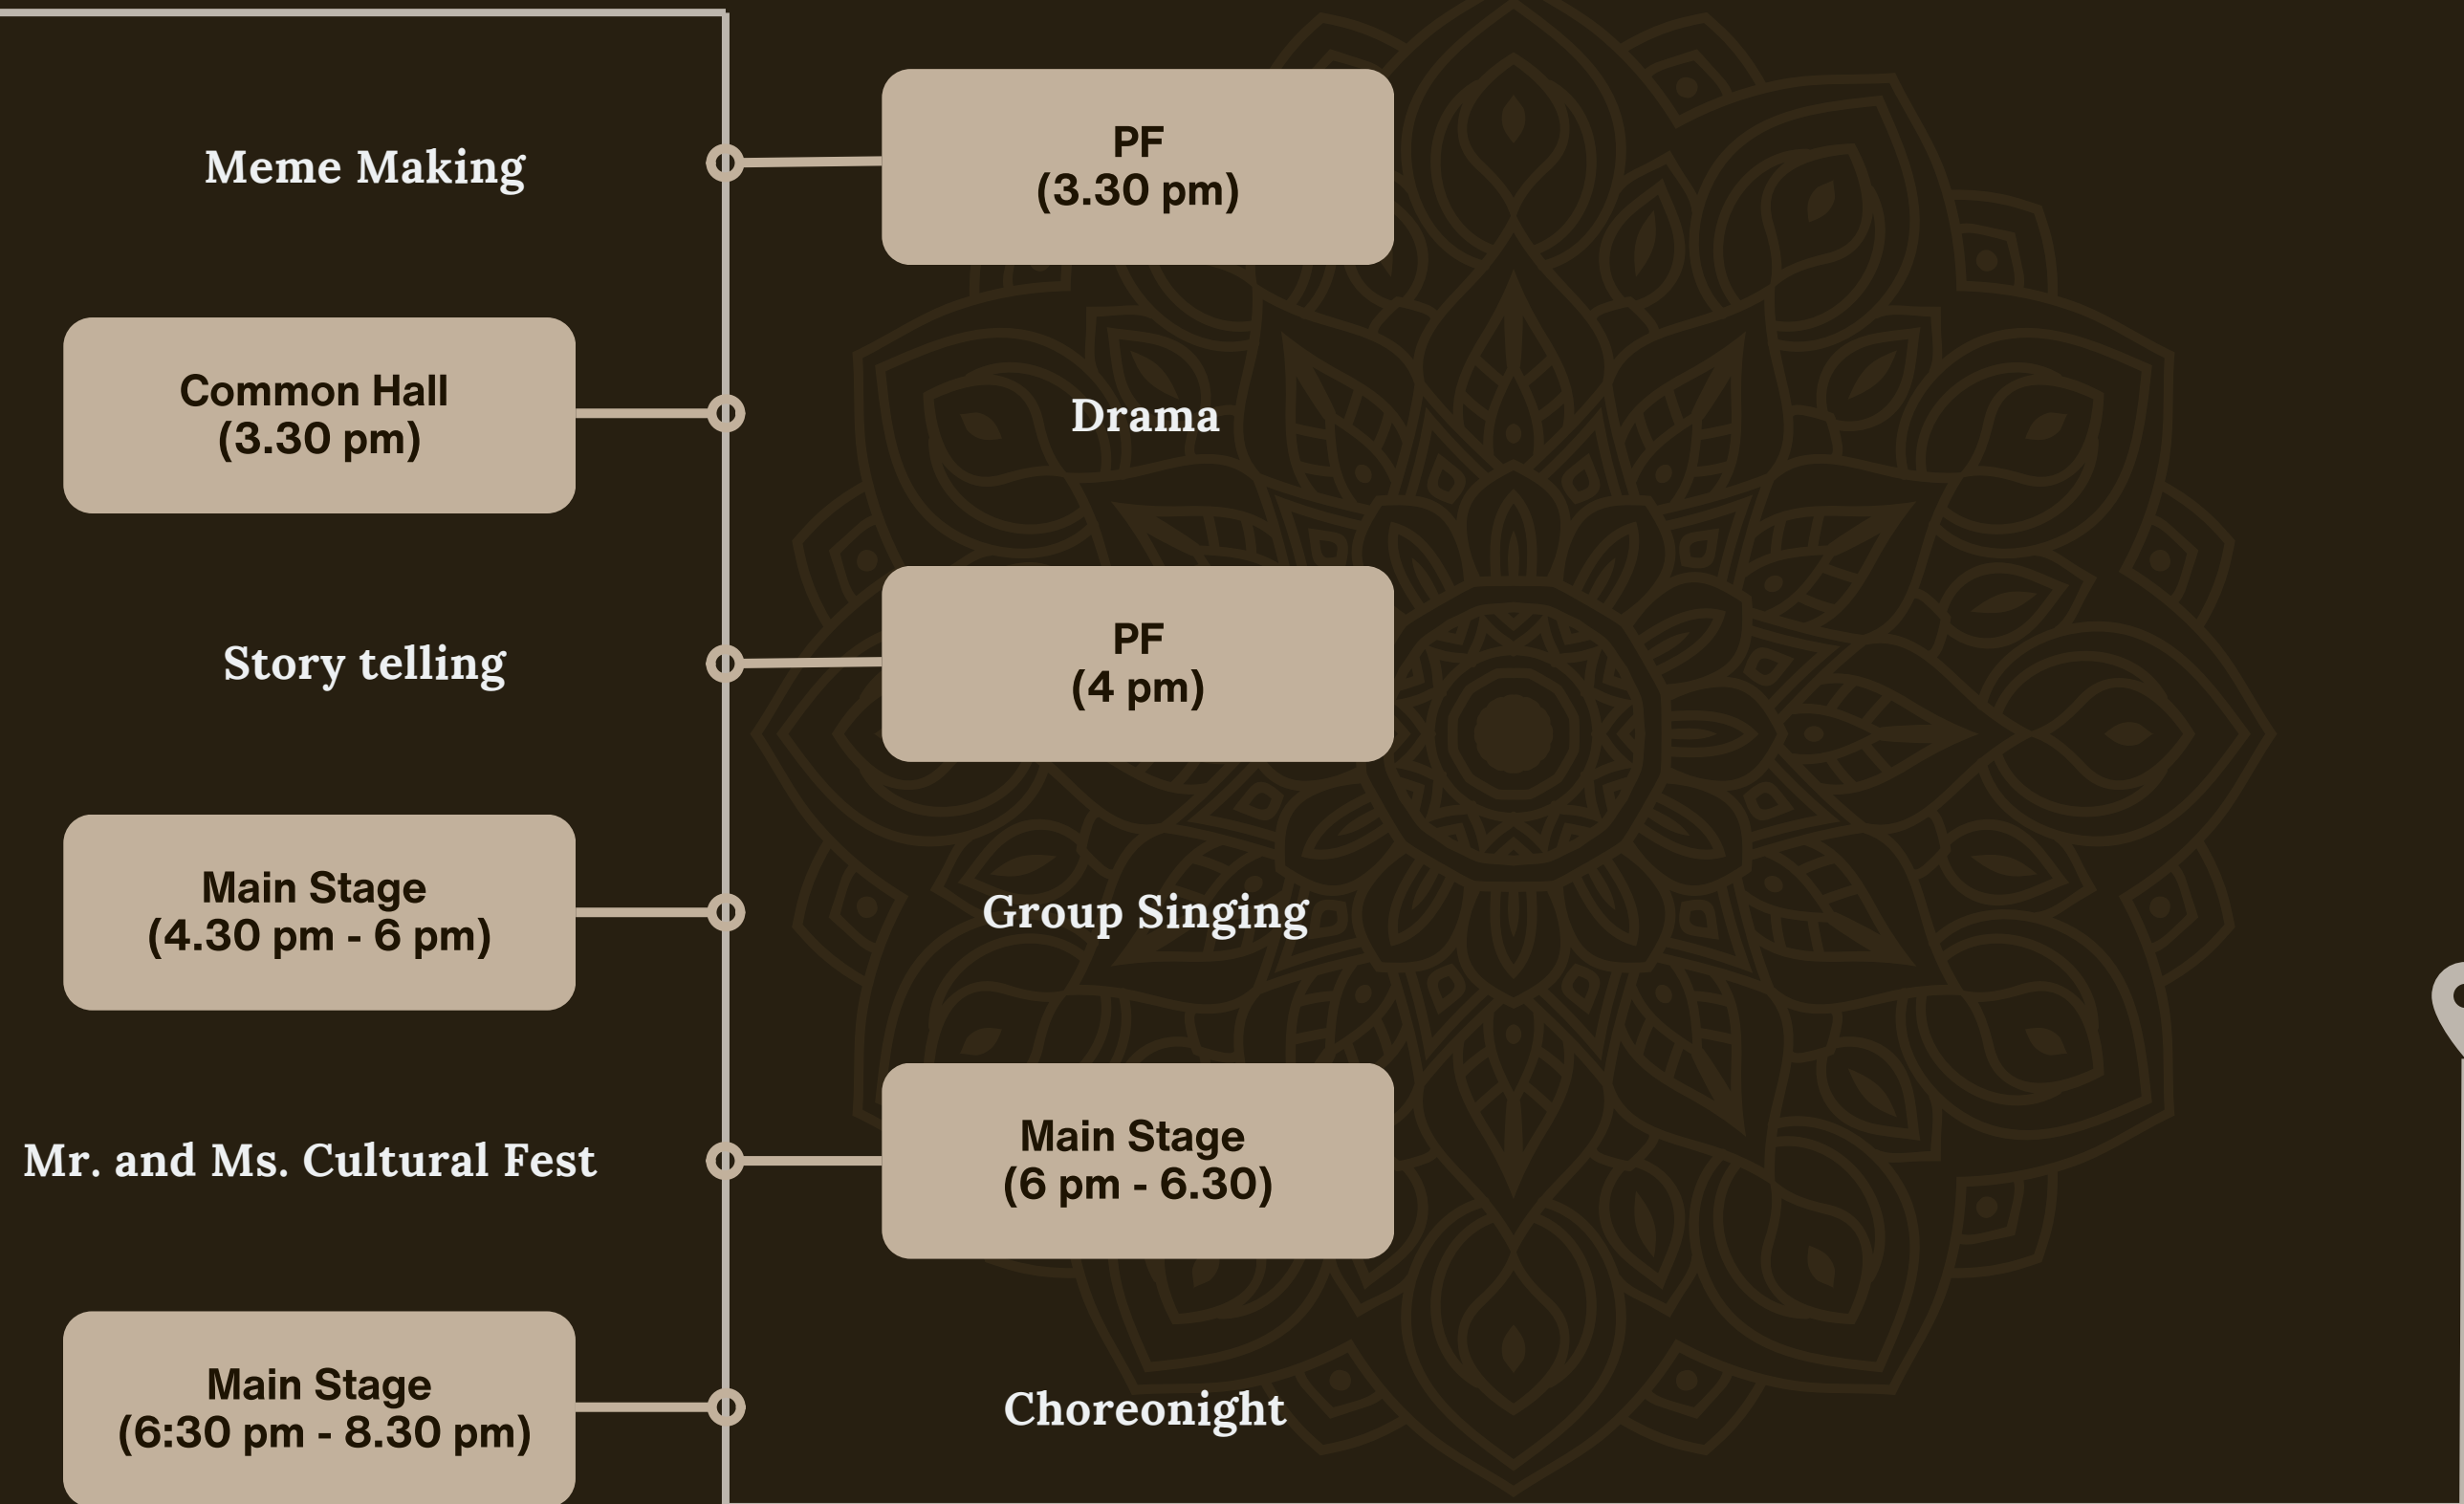 Meme Making
PF
(3.30 pm)
Common Hall
(3.30 pm)
Drama
Story telling
PF
(4 pm)
Main Stage
(4.30 pm - 6 pm)
Group Singing
Mr. and Ms. Cultural Fest
Main Stage
(6 pm - 6.30)
Main Stage
(6:30 pm - 8.30 pm)
Choreonight